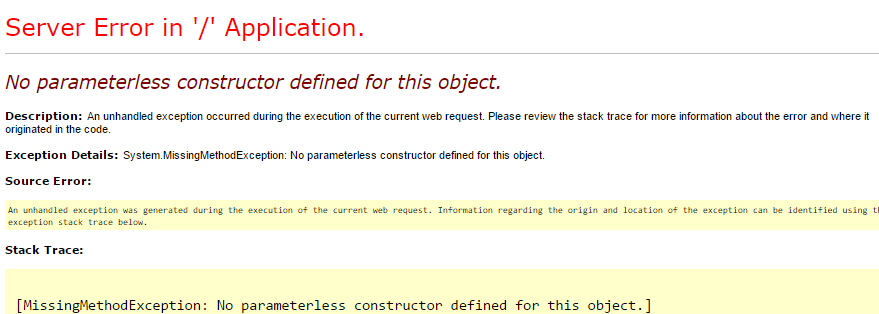 Server Error in '/' Application.
No parameterless constructor defined for this object.
Description: An unhandled exception occurred during the execution of the current web request. Please review the stack trace for more information about the error and where it
originated in the code.
Exception Details: System.MissingMethodException: No parameterless constructor defined for this object.
Source Error:
An unhandled exception was generated during the execution of the current web request. Information regarding the origin and location of the exception can be identified using
exception stack trace below.
Stack Trace:
[MissingMethodException: No parameterless constructor defined for this object.]